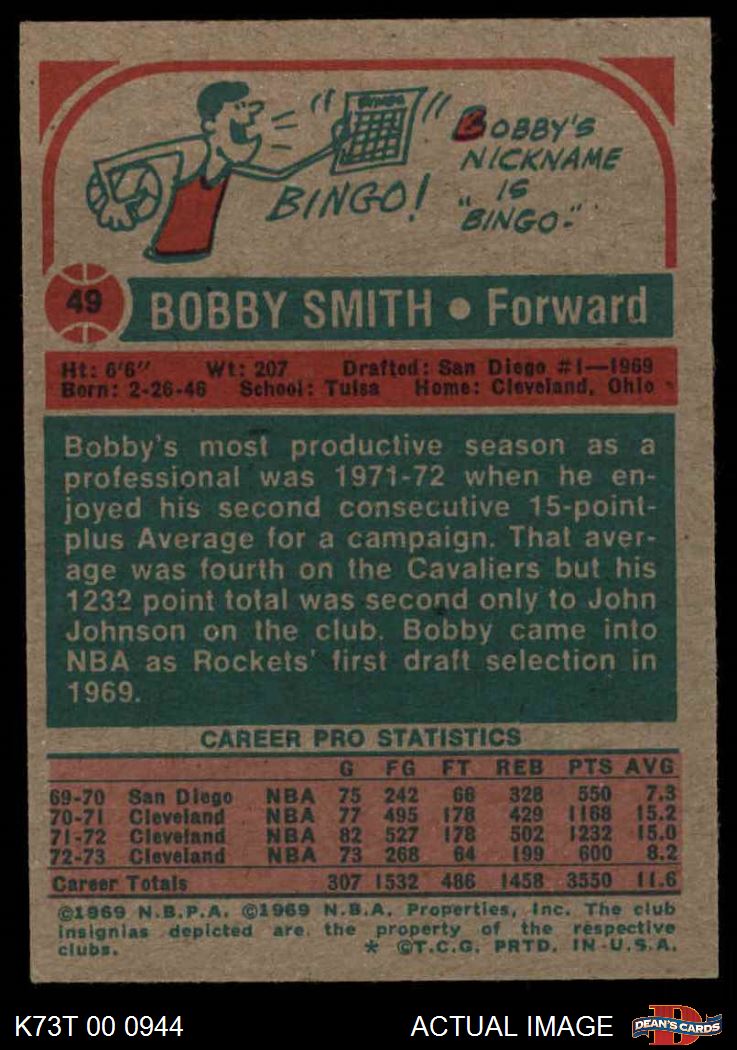 BINGO
BINGO!
BOBBY'S
NICKNAME
IS
"BINGO."
49
BOBBY SMITH • Forward
Ht: 6'6" Wt: 207 Drafted: San Diego #1—1969
Born: 2-26-46 School: Tulsa Home: Cleveland, Ohio
Bobby's most productive season as a
professional was 1971-72 when he en-
joyed his second consecutive 15-point-
plus Average for a campaign. That aver-
age was fourth on the Cavaliers but his
1232 point total was second only to John
Johnson on the club. Bobby came into
NBA as Rockets' first draft selection in
1969.
CAREER PRO STATISTICS
G FG FT REB PTS AVG
69-70 San Diego NBA 75 242 66 328 550 7.3
70-71 Cleveland NBA 77 495 178 429 1168 15.2
71-72 Cleveland NBA 82 527 178 502 1232 15.0
72-73 Cleveland NBA 73 268 64 199 600 8.2
Career Totals 307 1532 486 1458 3550 11.6
©1969 N.B.P.A. ©1969 N.B.A. Properties, Inc. The club
insignias depicted are the property of the respective
clubs. * ©T.C.G. PRTD. IN U.S.A.
K73T 00 0944 ACTUAL IMAGE
DEAN'S CARDS